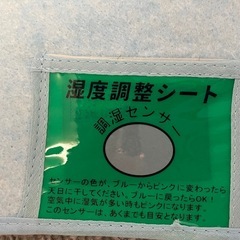 湿度調整シート
調湿センサー
センサーの色が、ブルーからピンクに変わったら
天日に干してください。ブルーに戻ったらOK!
空気中に湿気が多い時もピンクになります。
このセンサーは、あくまでも目安となります。